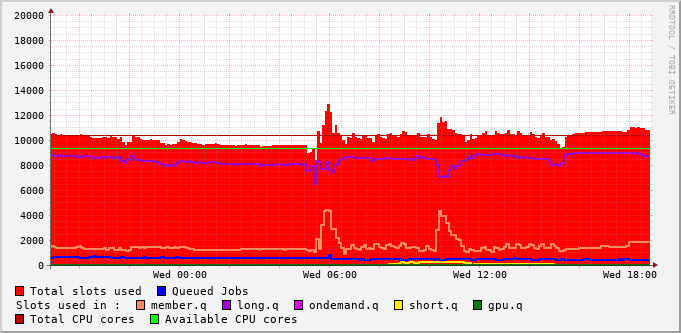 20000
18000
16000
14000
12000
10000
8000
6000
4000
2000
0
Wed 00:00 Wed 06:00 Wed 12:00 Wed 18:00
Total slots used Queued Jobs
Slots used in : member.q long.q ondemand.q short.q gpu.q
Total CPU cores Available CPU cores
RRDTOOL / TOBI OETIKER